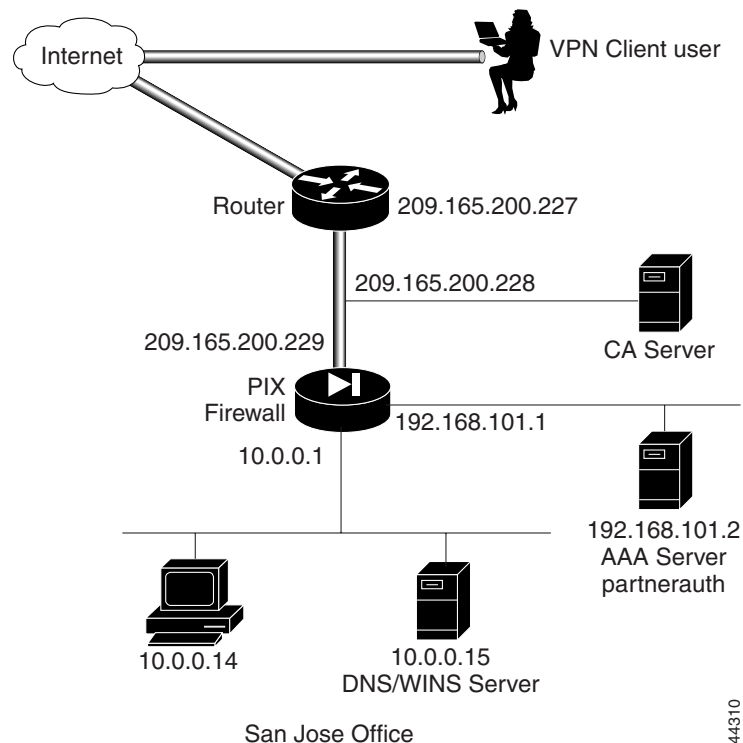 Internet
VPN Client user
Router
209.165.200.227
209.165.200.228
209.165.200.229
CA Server
PIX
Firewall
192.168.101.1
10.0.0.1
192.168.101.2
AAA Server
partnerauth
10.0.0.14
10.0.0.15
DNS/WINS Server
San Jose Office
44310